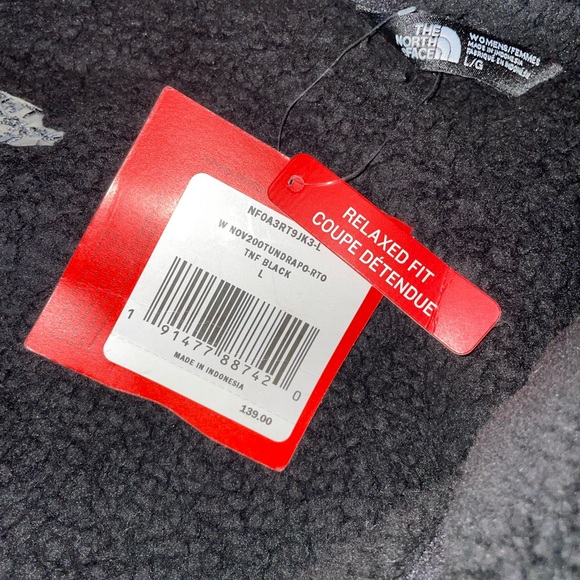 THE
NORTH
FACE
WOMENS/FEMMES
MADE IN INDONESIA
L/G
RELAXED FIT
COUPE DÉTENDUE
NF0A3RT9JK3-L
W NOV200TUNDRAPO-RTO
TNF BLACK
L
1 91477 88742 0
MADE IN INDONESIA
139.00